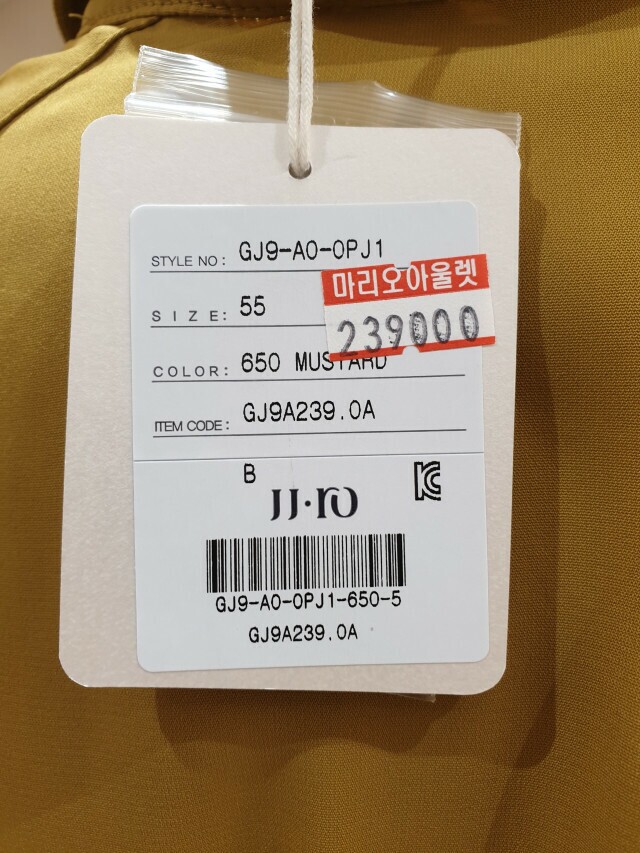 STYLE NO: GJ9-A0-0PJ1
마리오아울렛
SIZE: 55
239000
COLOR: 650 MUSTARD
ITEM CODE: GJ9A239.0A
B
JJ·ro
GJ9-A0-0PJ1-650-5
GJ9A239.0A